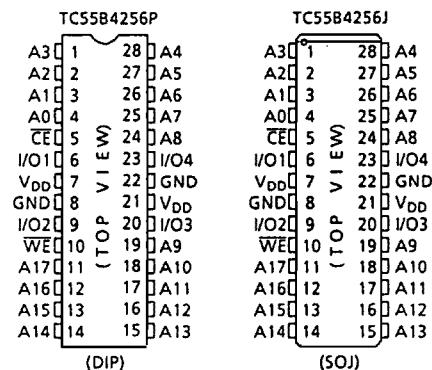 TC55B4256P TC55B4256J
A3 1 28 A4 A3 1 28 A4
A2 2 27 A5 A2 2 27 A5
A1 3 26 A6 A1 3 26 A6
A0 4 25 A7 A0 4 25 A7
C̅E̅ 5 24 A8 C̅E̅ 5 24 A8
I/O1 6 23 I/O4 I/O1 6 23 I/O4
VDD 7 22 GND VDD 7 22 GND
GND 8 21 VDD GND 8 21 VDD
I/O2 9 20 I/O3 I/O2 9 20 I/O3
W̅E̅ 10 19 A9 W̅E̅ 10 19 A9
A17 11 18 A10 A17 11 18 A10
A16 12 17 A11 A16 12 17 A11
A15 13 16 A12 A15 13 16 A12
A14 14 15 A13 A14 14 15 A13
(TOP VIEW) (TOP VIEW)
(DIP) (SOJ)